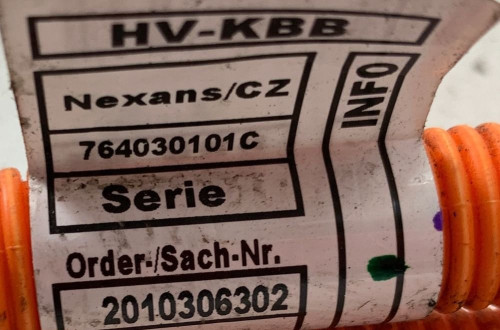 HV-KBB
Nexans/CZ
764030101C
Serie
INFO
Order-/Sach-Nr.
2010306302